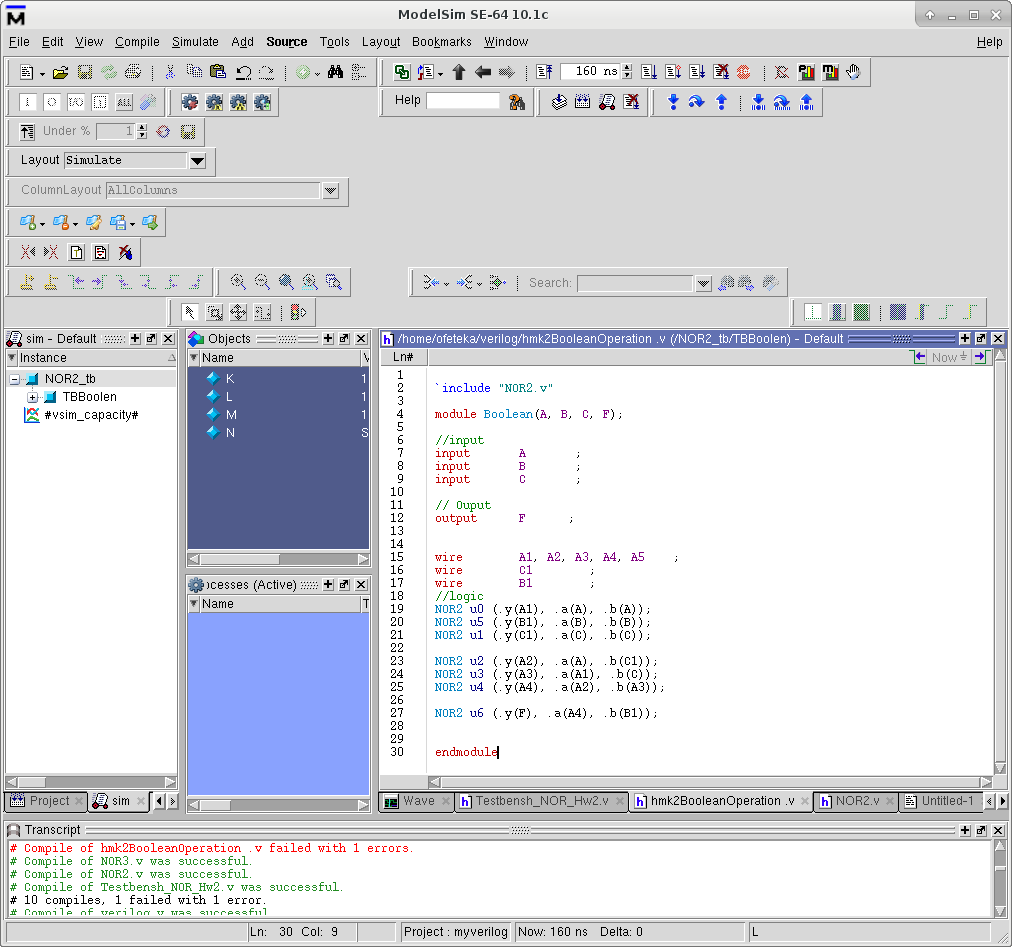 ModelSim SE-64 10.1c
File Edit View Compile Simulate Add Source Tools Layout Bookmarks Window Help
160 ns
Help
Under % 1
Layout Simulate
ColumnLayout AllColumns
Search:
sim - Default
Instance
NOR2_tb
TBBoolen
#vsim_capacity#
Objects
Name
K 1
L 1
M 1
N S
ocesses (Active)
Name T
/home/ofeteka/verilog/hmk2BooleanOperation .v (/NOR2_tb/TBBoolen) - Default
Ln# Now
1
2 `include "NOR2.v"
3
4 module Boolean(A, B, C, F);
5
6 //input
7 input A ;
8 input B ;
9 input C ;
10
11 // Ouput
12 output F ;
13
14
15 wire A1, A2, A3, A4, A5 ;
16 wire C1 ;
17 wire B1 ;
18 //logic
19 NOR2 u0 (.y(A1), .a(A), .b(A));
20 NOR2 u5 (.y(B1), .a(B), .b(B));
21 NOR2 u1 (.y(C1), .a(C), .b(C));
22
23 NOR2 u2 (.y(A2), .a(A), .b(C1));
24 NOR2 u3 (.y(A3), .a(A1), .b(C));
25 NOR2 u4 (.y(A4), .a(A2), .b(A3));
26
27 NOR2 u6 (.y(F), .a(A4), .b(B1));
28
29
30 endmodule
Project sim
Wave Testbensh_NOR_Hw2.v hmk2BooleanOperation .v NOR2.v Untitled-1
Transcript
# Compile of hmk2BooleanOperation .v failed with 1 errors.
# Compile of NOR3.v was successful.
# Compile of NOR2.v was successful.
# Compile of Testbensh_NOR_Hw2.v was successful.
# 10 compiles, 1 failed with 1 error.
# Compile of verilog.v was successful
Ln: 30 Col: 9 Project : myverilog Now: 160 ns Delta: 0 L